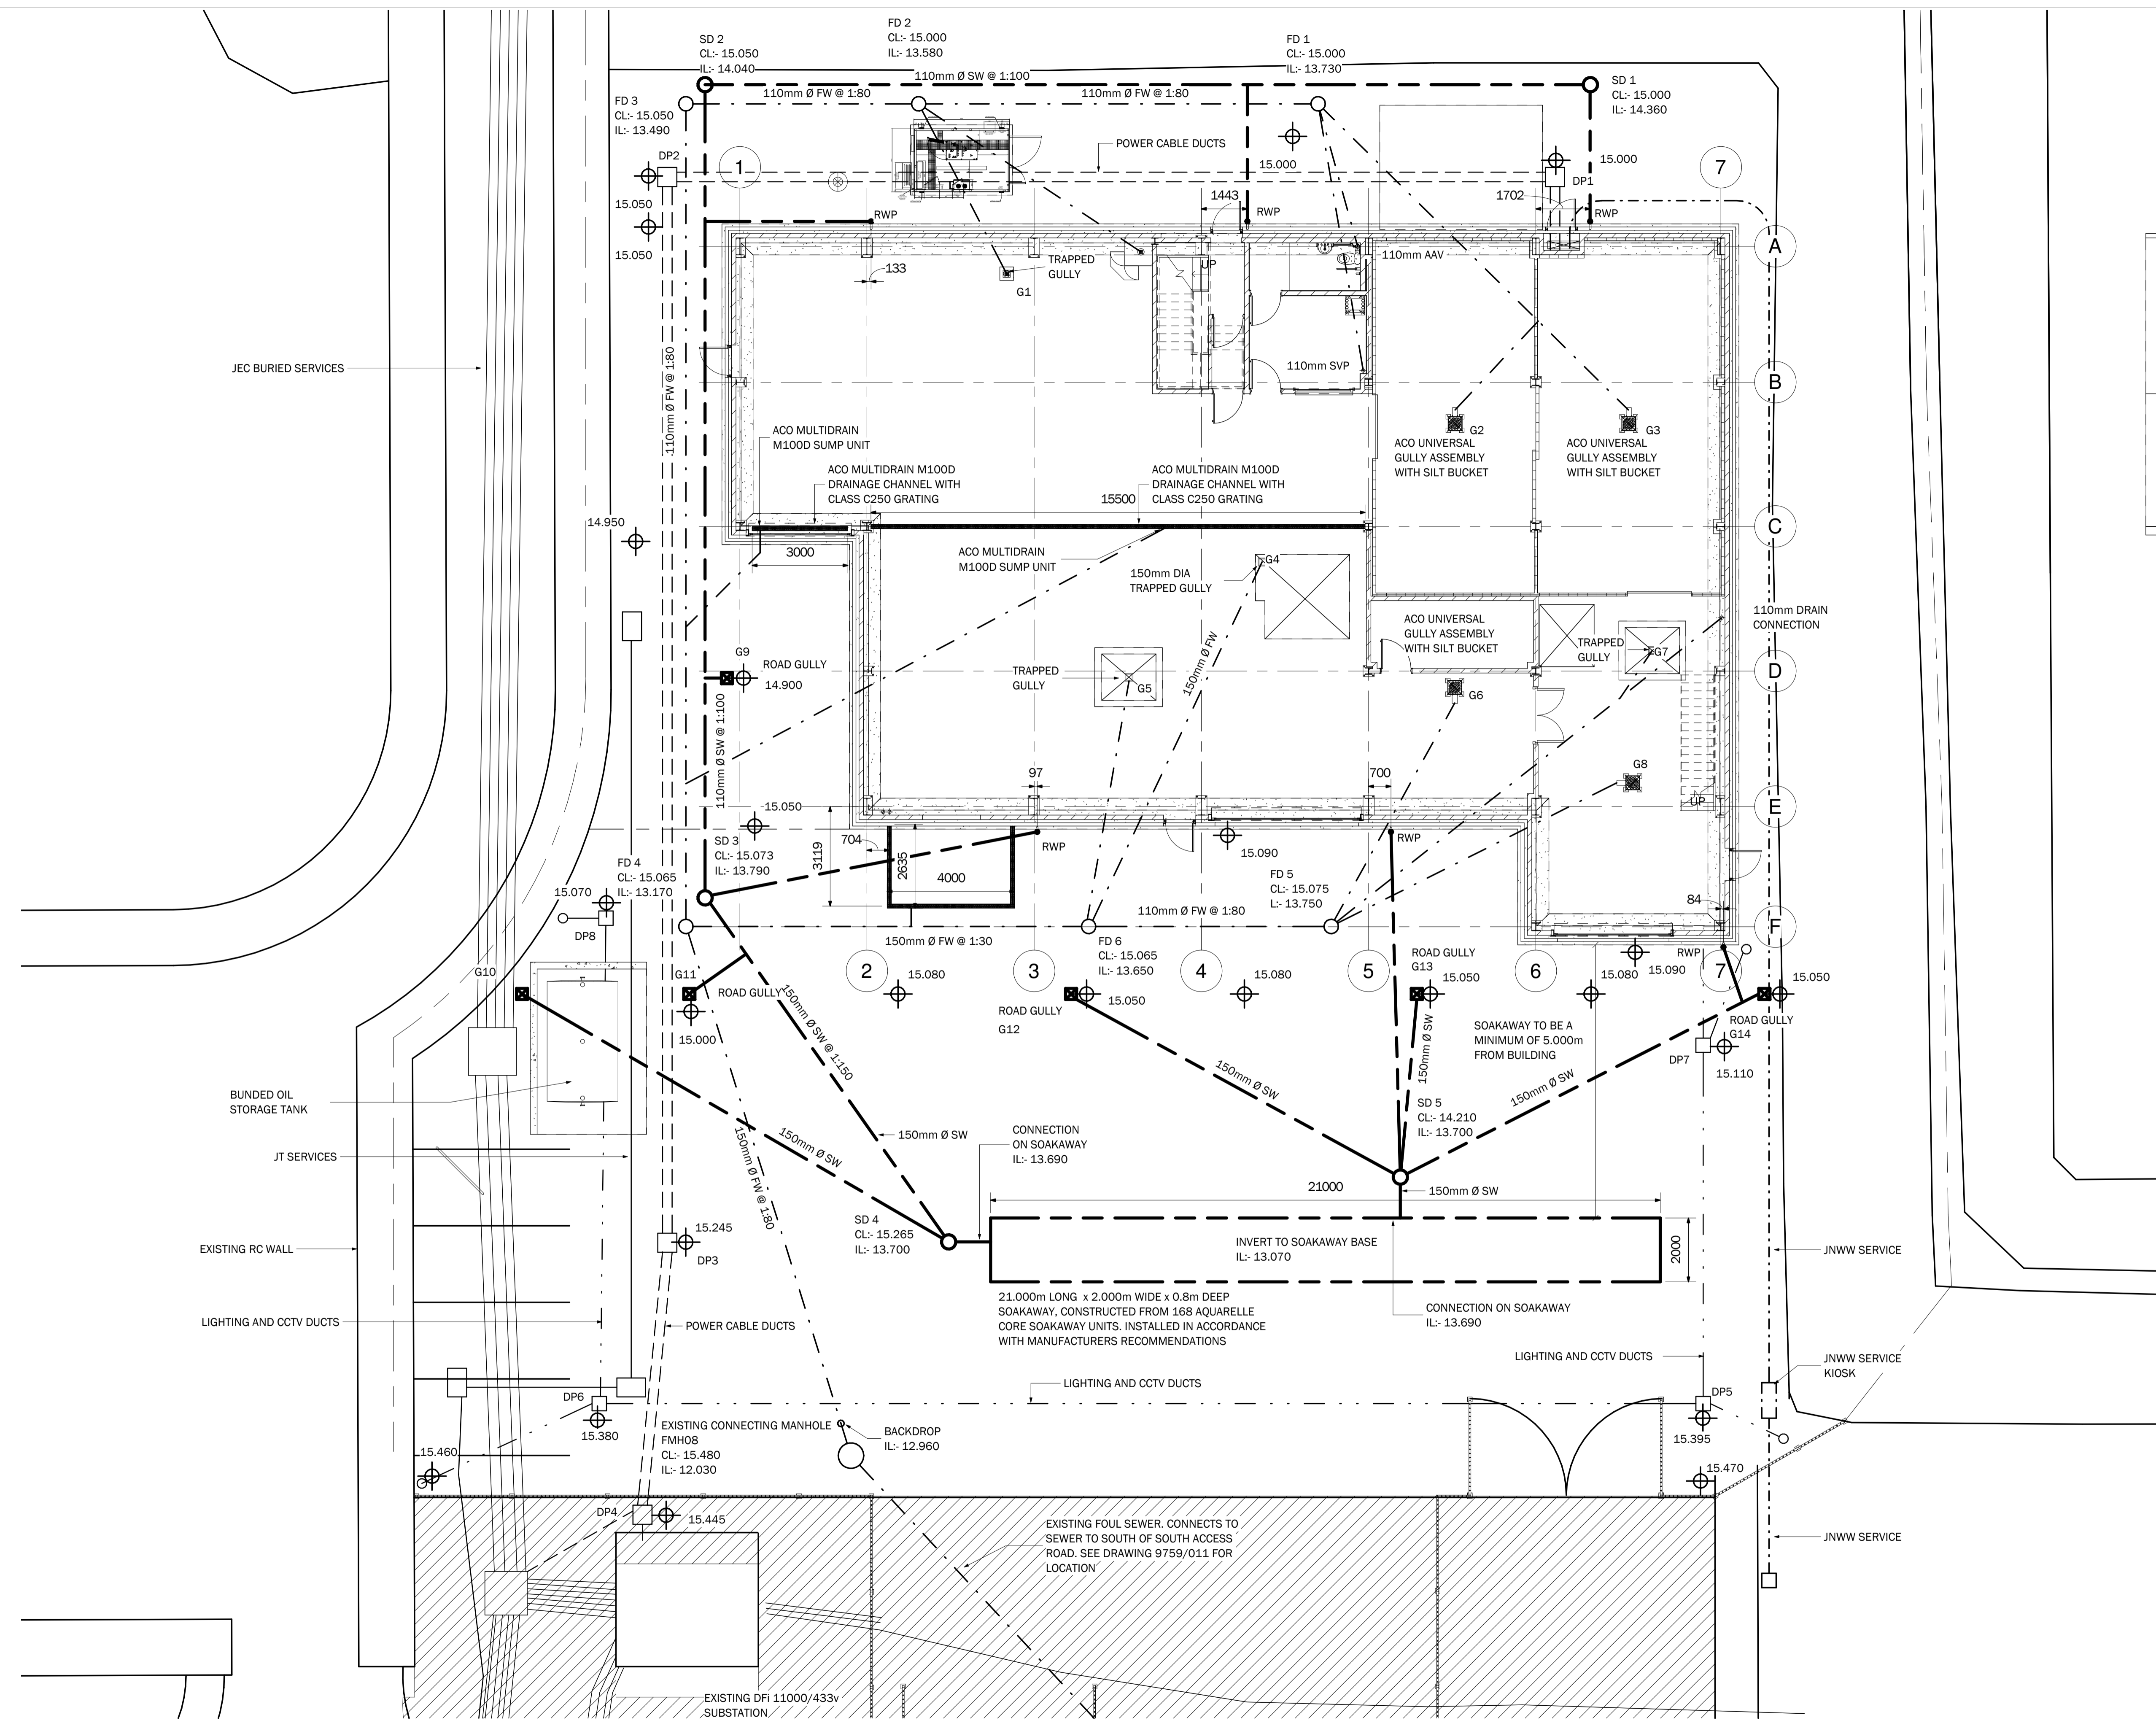 FD 2
CL:- 15.000
IL:- 13.580
SD 2
CL:- 15.050
IL:- 14.040
FD 1
CL:- 15.000
IL:- 13.730
110mm Ø SW @ 1:100
SD 1
CL:- 15.000
IL:- 14.360
FD 3
CL:- 15.050
IL:- 13.490
110mm Ø FW @ 1:80
110mm Ø FW @ 1:80
POWER CABLE DUCTS
15.000
15.000
DP2
1
7
DP1
15.050
15.050
RWP
1443
RWP
1702
RWP
A
133
TRAPPED
GULLY
G1
UP
110mm AAV
110mm Ø FW @ 1:80
JEC BURIED SERVICES
110mm SVP
B
ACO MULTIDRAIN
M100D SUMP UNIT
G2
ACO UNIVERSAL
GULLY ASSEMBLY
WITH SILT BUCKET
G3
ACO UNIVERSAL
GULLY ASSEMBLY
WITH SILT BUCKET
ACO MULTIDRAIN M100D
DRAINAGE CHANNEL WITH
CLASS C250 GRATING
ACO MULTIDRAIN M100D
DRAINAGE CHANNEL WITH
CLASS C250 GRATING
15500
14.950
C
3000
ACO MULTIDRAIN
M100D SUMP UNIT
150mm DIA
TRAPPED GULLY
G4
110mm DRAIN
CONNECTION
ACO UNIVERSAL
GULLY ASSEMBLY
WITH SILT BUCKET
TRAPPED
GULLY
G7
G9
ROAD GULLY
14.900
TRAPPED
GULLY
G5
150mm Ø FW
D
G6
110mm Ø SW @ 1:100
G8
97
700
UP
15.050
E
SD 3
CL:- 15.073
IL:- 13.790
704
3119
2635
4000
RWP
RWP
15.090
FD 4
CL:- 15.065
IL:- 13.170
15.070
DP8
FD 5
CL:- 15.075
L:- 13.750
84
F
110mm Ø FW @ 1:80
150mm Ø FW @ 1:30
FD 6
CL:- 15.065
IL:- 13.650
ROAD GULLY
G13
RWP
G10
G11
ROAD GULLY
2
3
4
5
6
7
15.080
15.050
15.080
15.050
15.080
15.090
15.050
15.000
ROAD GULLY
G12
SOAKAWAY TO BE A
MINIMUM OF 5.000m
FROM BUILDING
ROAD GULLY
G14
DP7
15.110
150mm Ø SW @ 1:150
150mm Ø SW
150mm Ø SW
150mm Ø SW
BUNDED OIL
STORAGE TANK
SD 5
CL:- 14.210
IL:- 13.700
150mm Ø SW
150mm Ø SW
150mm Ø FW @ 1:80
CONNECTION
ON SOAKAWAY
IL:- 13.690
JT SERVICES
21000
150mm Ø SW
15.245
DP3
SD 4
CL:- 15.265
IL:- 13.700
INVERT TO SOAKAWAY BASE
IL:- 13.070
2000
EXISTING RC WALL
JNWW SERVICE
21.000m LONG x 2.000m WIDE x 0.8m DEEP
SOAKAWAY, CONSTRUCTED FROM 168 AQUARELLE
CORE SOAKAWAY UNITS. INSTALLED IN ACCORDANCE
WITH MANUFACTURERS RECOMMENDATIONS
CONNECTION ON SOAKAWAY
IL:- 13.690
LIGHTING AND CCTV DUCTS
POWER CABLE DUCTS
LIGHTING AND CCTV DUCTS
JNWW SERVICE
KIOSK
LIGHTING AND CCTV DUCTS
DP6
15.380
DP5
15.395
EXISTING CONNECTING MANHOLE
FMH08
CL:- 15.480
IL:- 12.030
BACKDROP
IL:- 12.960
15.460
15.470
DP4
15.445
EXISTING FOUL SEWER. CONNECTS TO
SEWER TO SOUTH OF SOUTH ACCESS
ROAD. SEE DRAWING 9759/011 FOR
LOCATION
JNWW SERVICE
EXISTING DFi 11000/433v
SUBSTATION